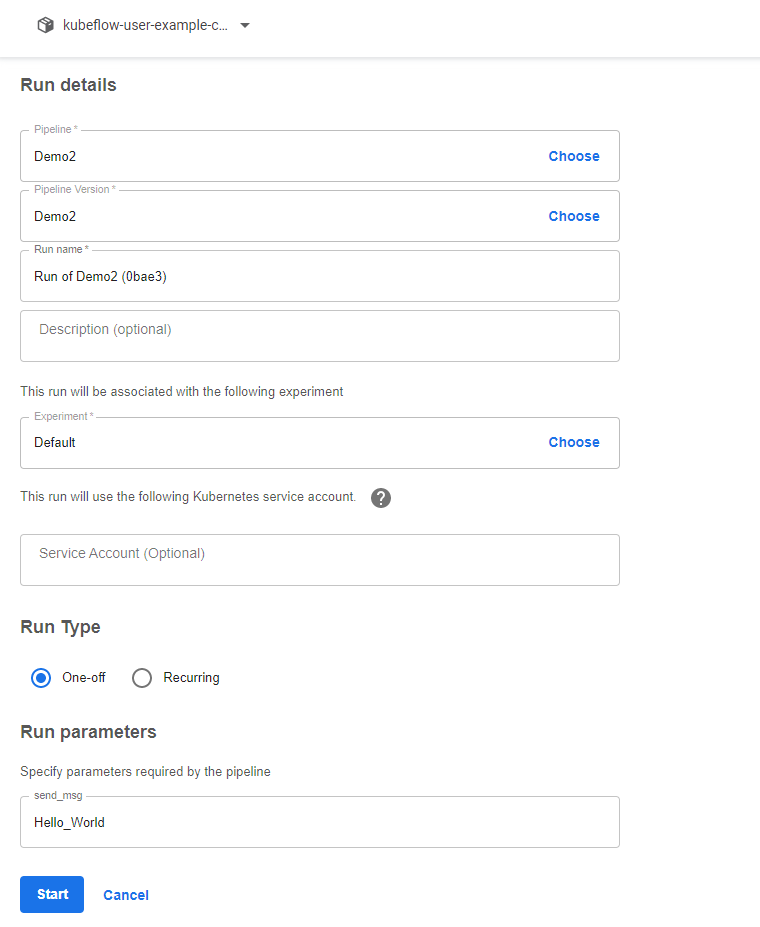 kubeflow-user-example-c...
Run details
Pipeline *
Demo2
Choose
Pipeline Version *
Demo2
Choose
Run name *
Run of Demo2 (0bae3)
Description (optional)
This run will be associated with the following experiment
Experiment *
Default
Choose
This run will use the following Kubernetes service account. ?
Service Account (Optional)
Run Type
One-off Recurring
Run parameters
Specify parameters required by the pipeline
send_msg
Hello_World
Start Cancel